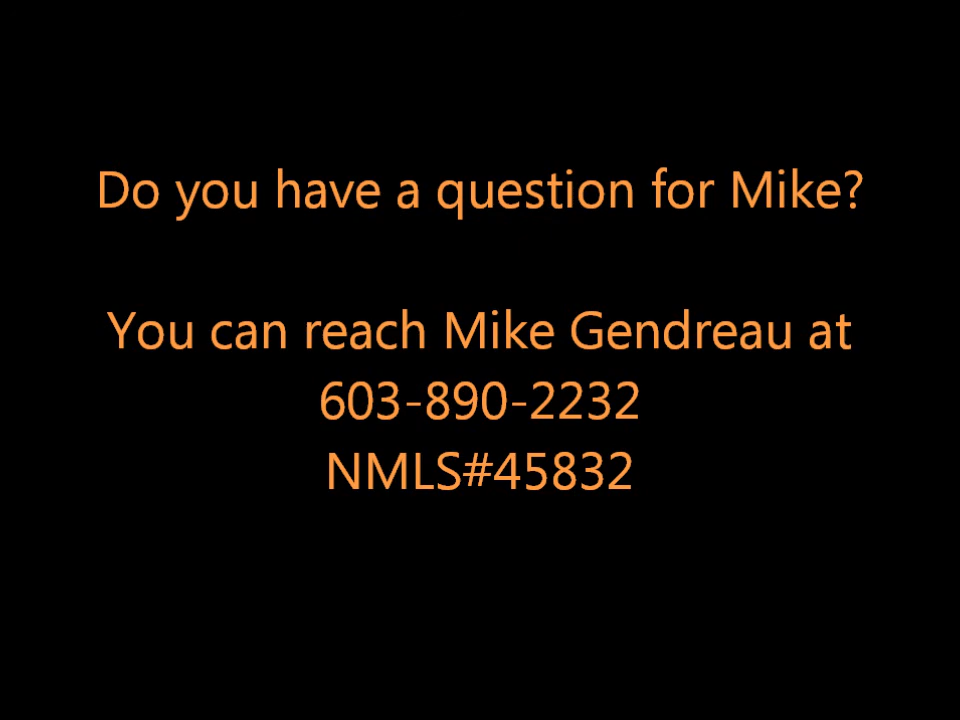 Do you have a question for Mike?
You can reach Mike Gendreau at
603-890-2232
NMLS#45832